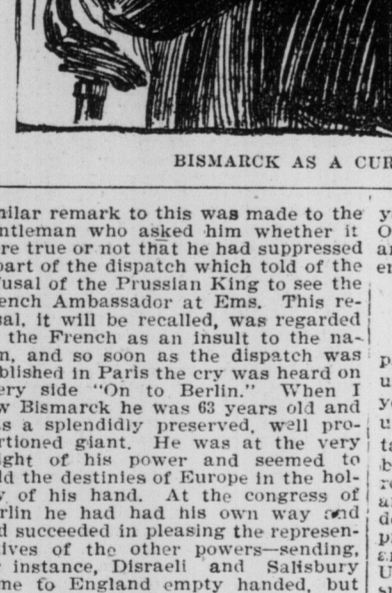 BISMARCK AS A CUR
nilar remark to this was made to the
ntleman who asked him whether it
re true or not that he had suppressed
part of the dispatch which told of the
fusal of the Prussian King to see the
ench Ambassador at Ems. This re-
sal, it will be recalled, was regarded
the French as an insult to the na-
n, and so soon as the dispatch was
blished in Paris the cry was heard on
ery side "On to Berlin." When I
w Bismarck he was 63 years old and
s a splendidly preserved, well pro-
rtioned giant. He was at the very
ight of his power and seemed to
ld the destinies of Europe in the hol-
of his hand. At the congress of
rlin he had had his own way and
d succeeded in pleasing the represen-
ives of the other powers—sending,
instance, Disraeli and Salisbury
me to England empty handed, but